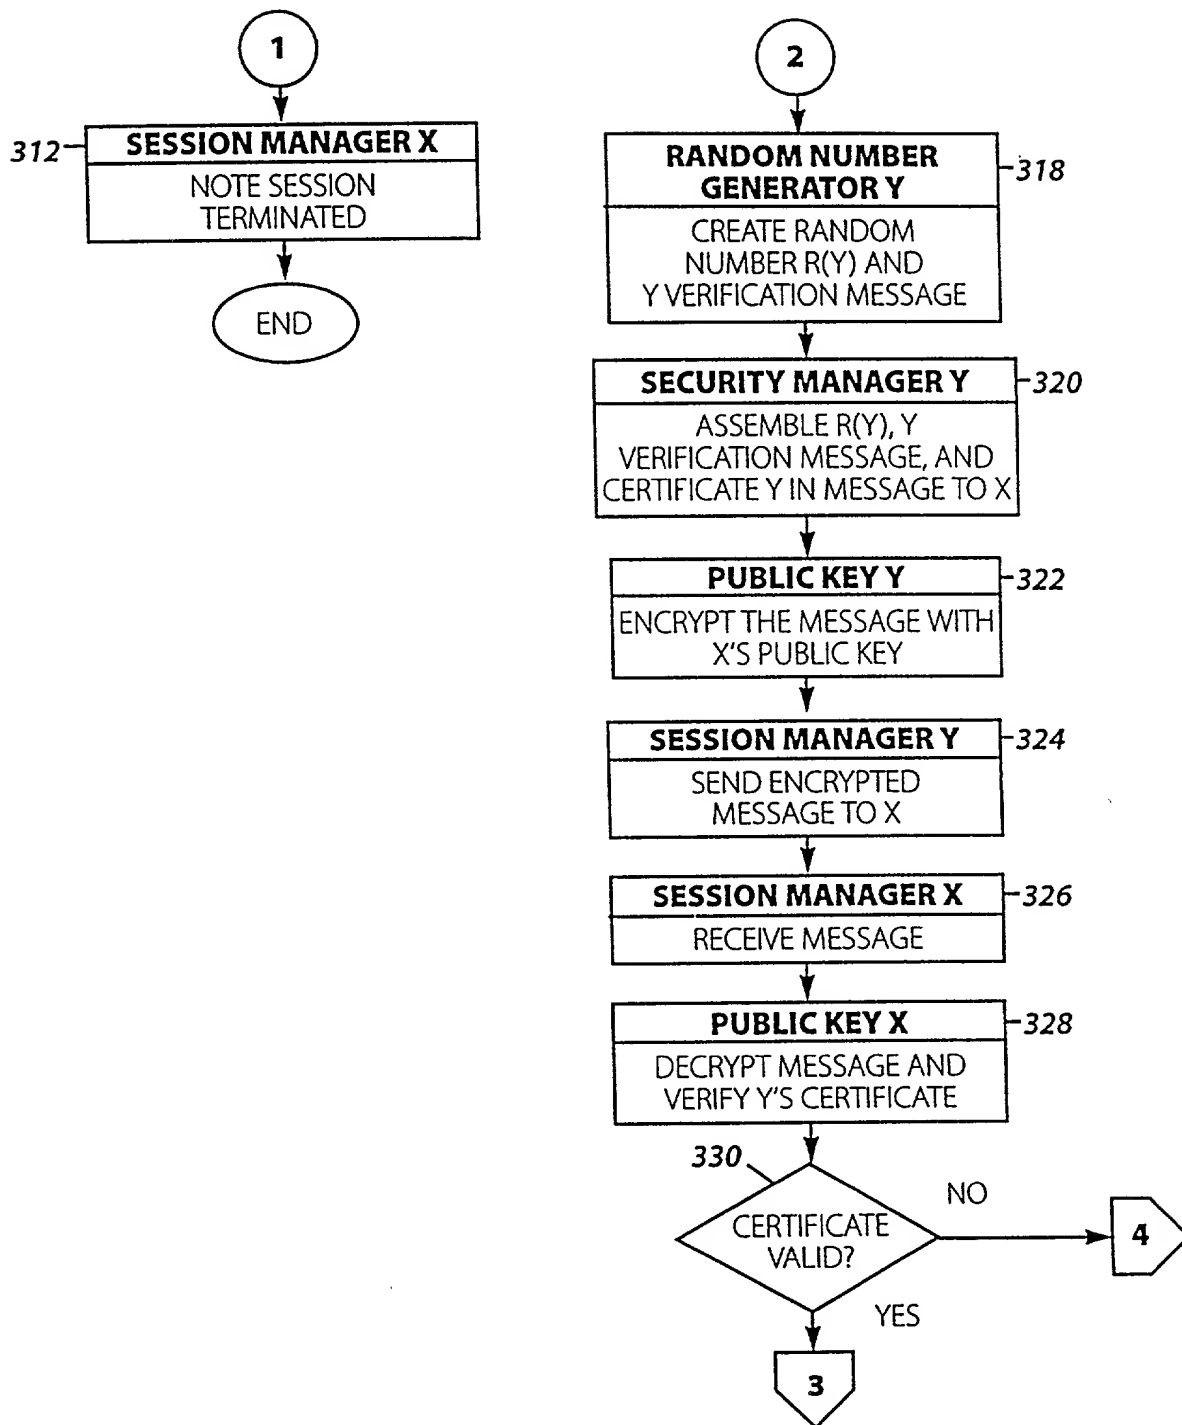 1
312
SESSION MANAGER X
NOTE SESSION
TERMINATED
END
2
RANDOM NUMBER
GENERATOR Y
318
CREATE RANDOM
NUMBER R(Y) AND
Y VERIFICATION MESSAGE
SECURITY MANAGER Y
320
ASSEMBLE R(Y), Y
VERIFICATION MESSAGE, AND
CERTIFICATE Y IN MESSAGE TO X
PUBLIC KEY Y
322
ENCRYPT THE MESSAGE WITH
X'S PUBLIC KEY
SESSION MANAGER Y
324
SEND ENCRYPTED
MESSAGE TO X
SESSION MANAGER X
326
RECEIVE MESSAGE
PUBLIC KEY X
328
DECRYPT MESSAGE AND
VERIFY Y'S CERTIFICATE
330
CERTIFICATE
VALID?
NO
4
YES
3